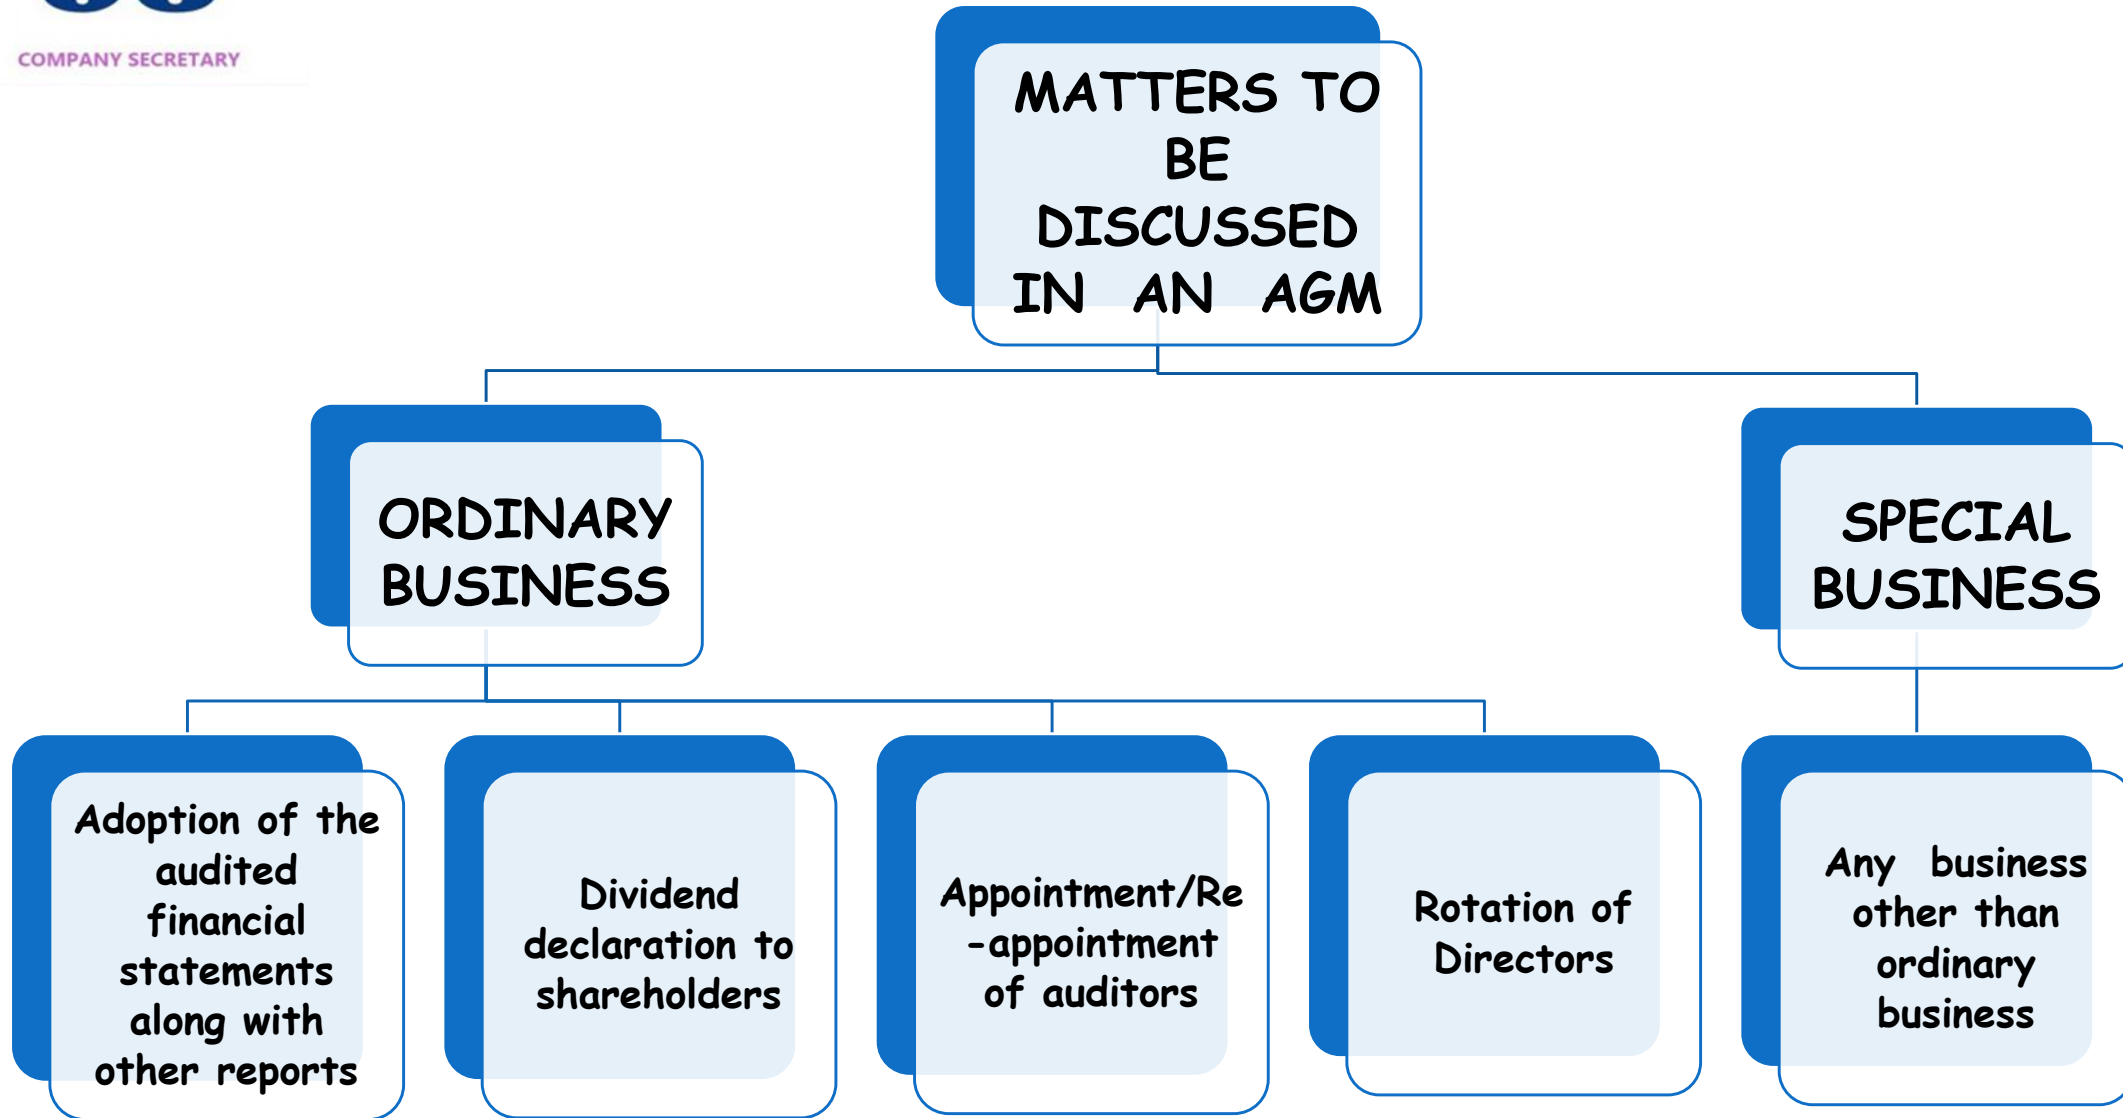 COMPANY SECRETARY
MATTERS TO
BE
DISCUSSED
IN AN AGM
ORDINARY
BUSINESS
SPECIAL
BUSINESS
Adoption of the
audited
financial
statements
along with
other reports
Dividend
declaration to
shareholders
Appointment/Re
-appointment
of auditors
Rotation of
Directors
Any business
other than
ordinary
business